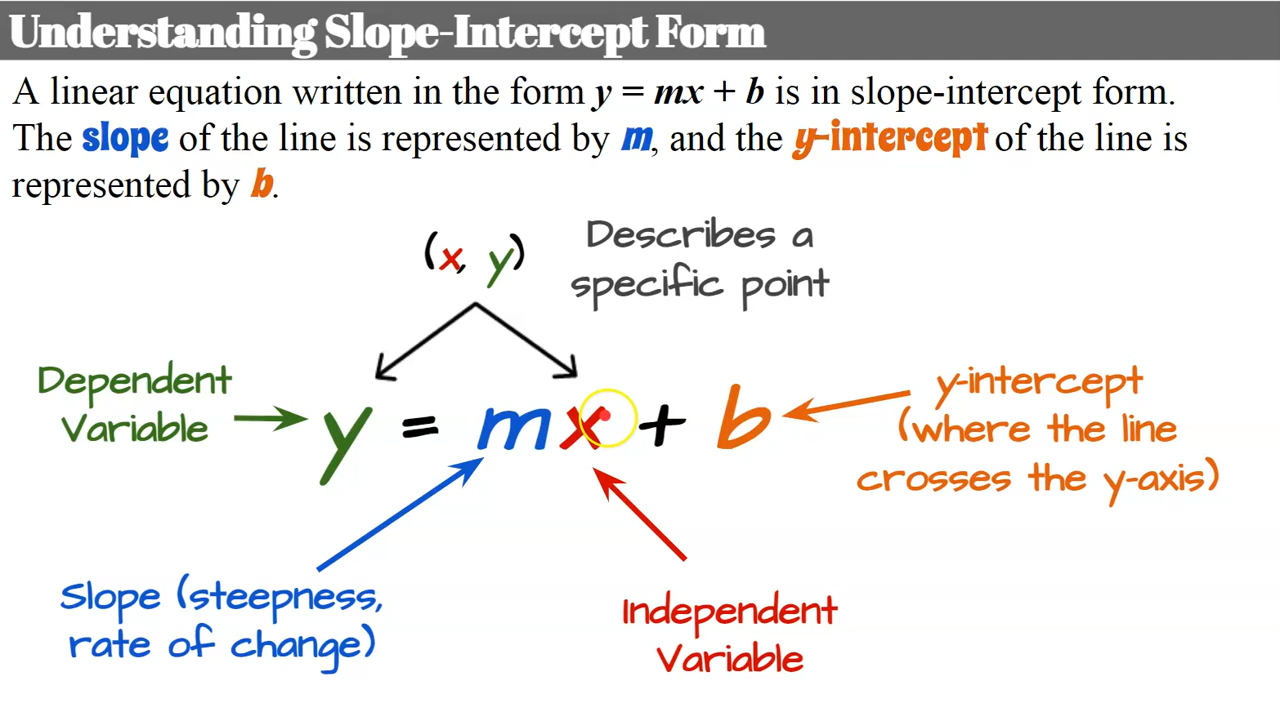 Understanding Slope-Intercept Form
A linear equation written in the form y = mx + b is in slope-intercept form.
The slope of the line is represented by m, and the y-intercept of the line is
represented by b.
(x, y)
Describes a
specific point
Dependent
Variable
y = mx + b
y-intercept
(where the line
crosses the y-axis)
Slope (steepness,
rate of change)
Independent
Variable